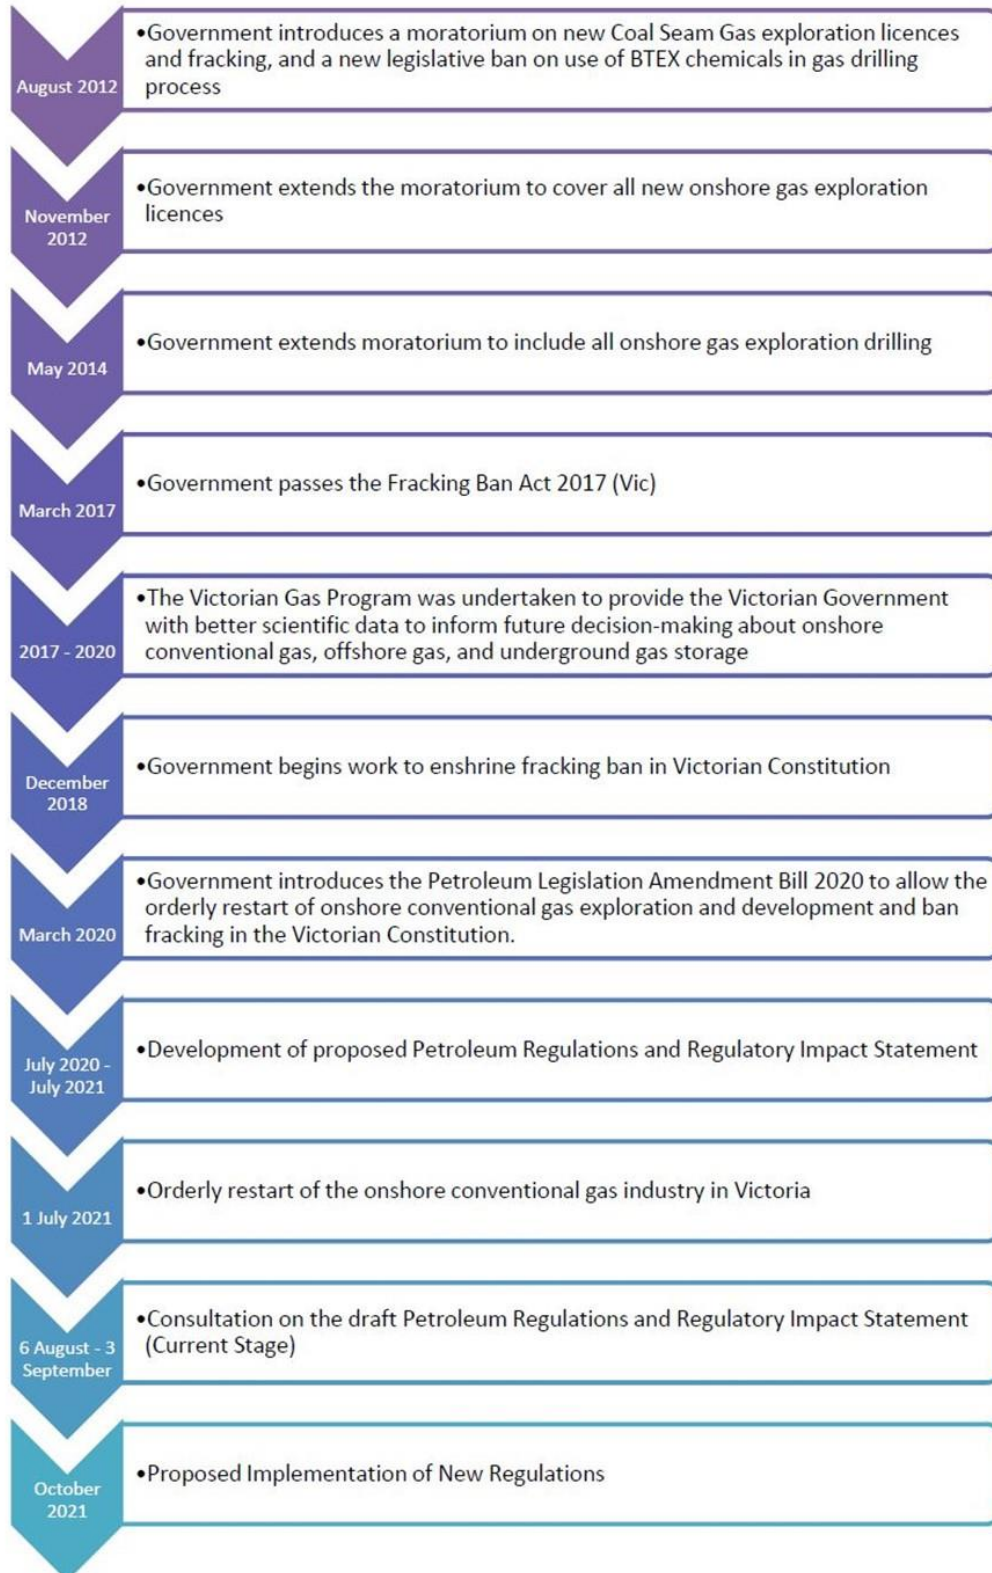 August 2012
•Government introduces a moratorium on new Coal Seam Gas exploration licences
and fracking, and a new legislative ban on use of BTEX chemicals in gas drilling
process
November
2012
•Government extends the moratorium to cover all new onshore gas exploration
licences
May 2014
•Government extends moratorium to include all onshore gas exploration drilling
March 2017
•Government passes the Fracking Ban Act 2017 (Vic)
2017 - 2020
•The Victorian Gas Program was undertaken to provide the Victorian Government
with better scientific data to inform future decision-making about onshore
conventional gas, offshore gas, and underground gas storage
December
2018
•Government begins work to enshrine fracking ban in Victorian Constitution
March 2020
•Government introduces the Petroleum Legislation Amendment Bill 2020 to allow the
orderly restart of onshore conventional gas exploration and development and ban
fracking in the Victorian Constitution.
July 2020 -
July 2021
•Development of proposed Petroleum Regulations and Regulatory Impact Statement
1 July 2021
•Orderly restart of the onshore conventional gas industry in Victoria
6 August - 3
September
•Consultation on the draft Petroleum Regulations and Regulatory Impact Statement
(Current Stage)
October
2021
•Proposed Implementation of New Regulations